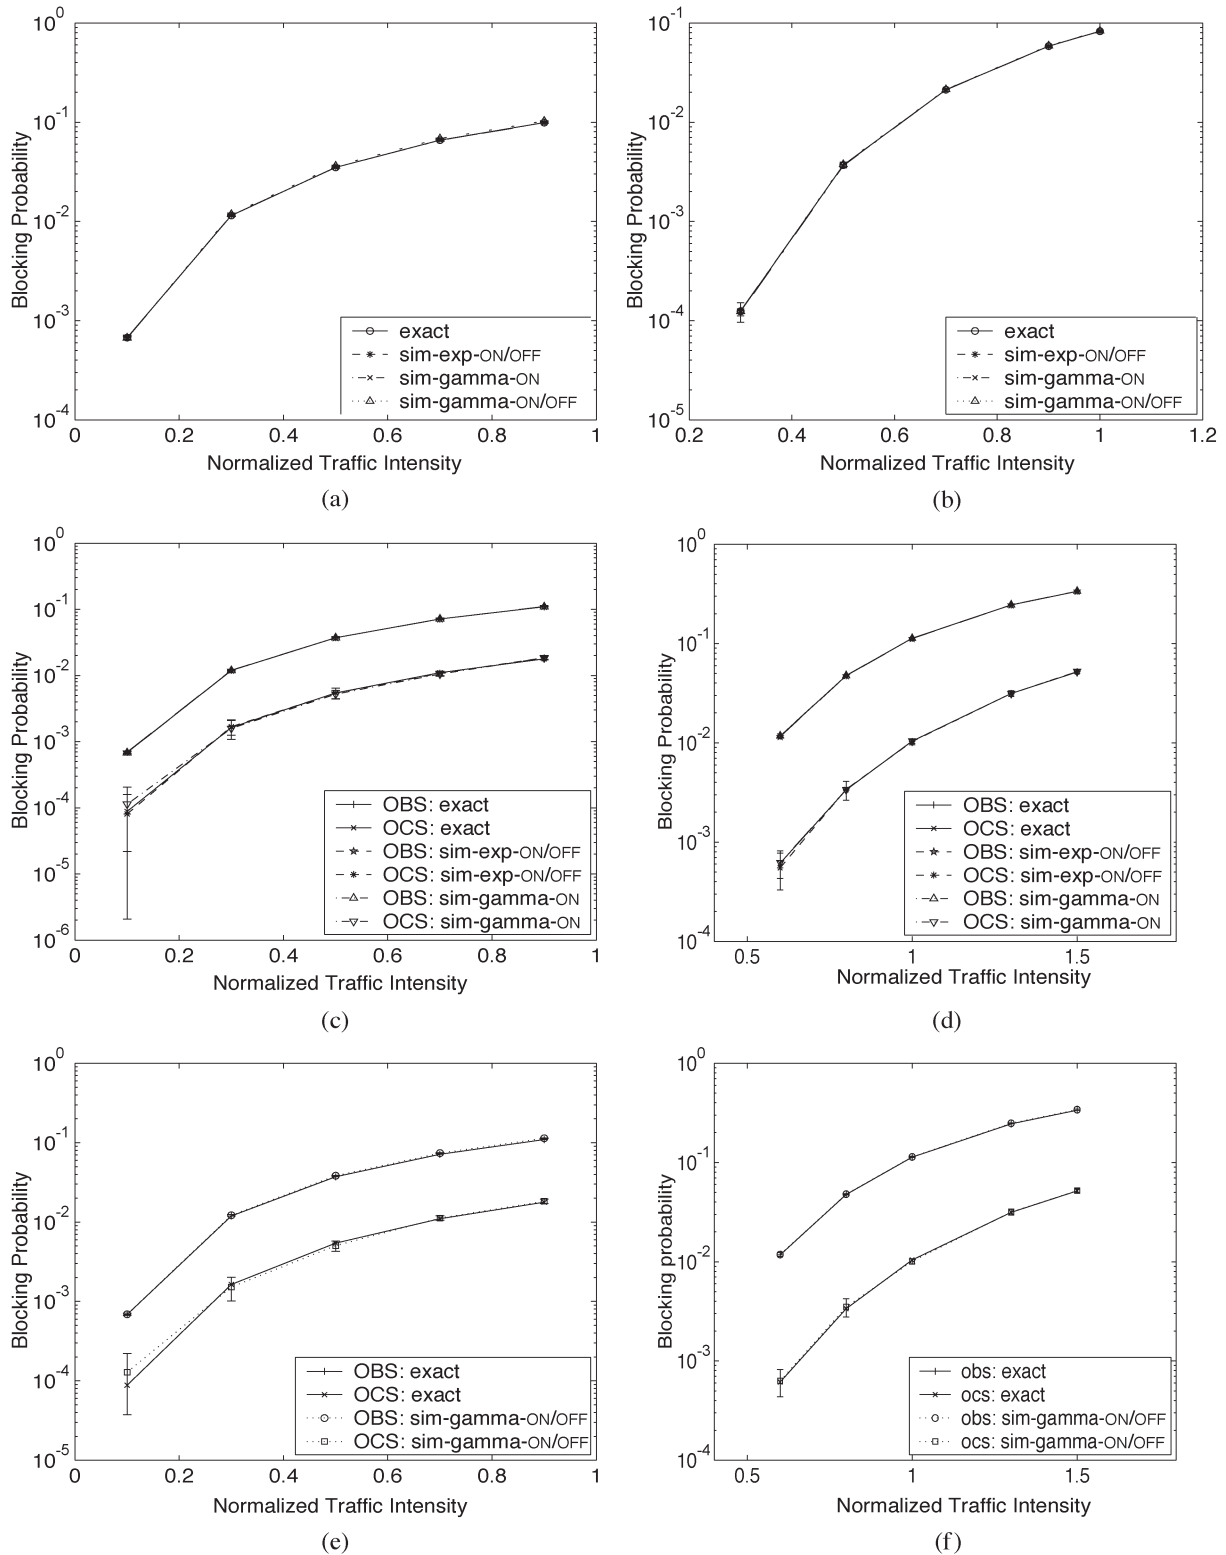 10^0
10^-1
10^-2
10^-3
10^-4
Blocking Probability
0
0.2
0.4
0.6
0.8
1
Normalized Traffic Intensity
exact
sim-exp-ON/OFF
sim-gamma-ON
sim-gamma-ON/OFF
(a)
10^-1
10^-2
10^-3
10^-4
10^-5
Blocking Probability
0.2
0.4
0.6
0.8
1
1.2
Normalized Traffic Intensity
exact
sim-exp-ON/OFF
sim-gamma-ON
sim-gamma-ON/OFF
(b)
10^0
10^-1
10^-2
10^-3
10^-4
10^-5
10^-6
Blocking Probability
0
0.2
0.4
0.6
0.8
1
Normalized Traffic Intensity
OBS: exact
OCS: exact
OBS: sim-exp-ON/OFF
OCS: sim-exp-ON/OFF
OBS: sim-gamma-ON
OCS: sim-gamma-ON
(c)
10^0
10^-1
10^-2
10^-3
10^-4
Blocking Probability
0.5
1
1.5
Normalized Traffic Intensity
OBS: exact
OCS: exact
OBS: sim-exp-ON/OFF
OCS: sim-exp-ON/OFF
OBS: sim-gamma-ON
OCS: sim-gamma-ON
(d)
10^0
10^-1
10^-2
10^-3
10^-4
10^-5
Blocking Probability
0
0.2
0.4
0.6
0.8
1
Normalized Traffic Intensity
OBS: exact
OCS: exact
OBS: sim-gamma-ON/OFF
OCS: sim-gamma-ON/OFF
(e)
10^0
10^-1
10^-2
10^-3
10^-4
Blocking probability
0.5
1
1.5
Normalized Traffic Intensity
obs: exact
ocs: exact
obs: sim-gamma-ON/OFF
ocs: sim-gamma-ON/OFF
(f)